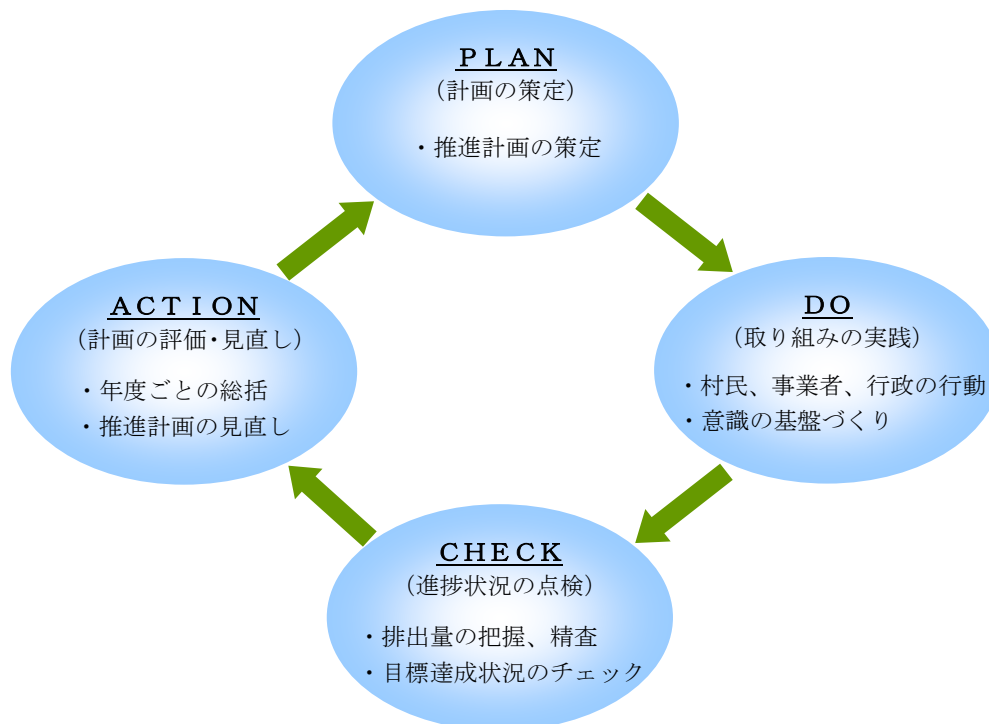 ＰＬＡＮ
（計画の策定）
・推進計画の策定
ＤＯ
（取り組みの実践）
・村民、事業者、行政の行動
・意識の基盤づくり
ＣＨＥＣＫ
（進捗状況の点検）
・排出量の把握、精査
・目標達成状況のチェック
ＡＣＴＩＯＮ
（計画の評価･見直し）
・年度ごとの総括
・推進計画の見直し